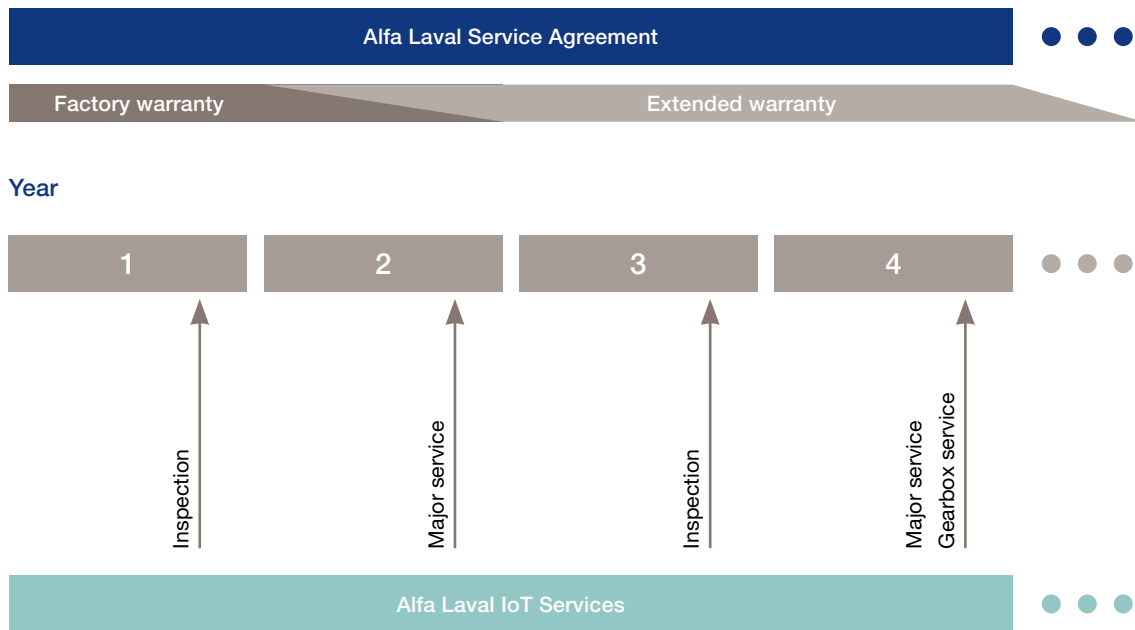 Alfa Laval Service Agreement
Factory warranty
Extended warranty
Year
1
2
3
4
Inspection
Major service
Inspection
Major service
Gearbox service
Alfa Laval IoT Services